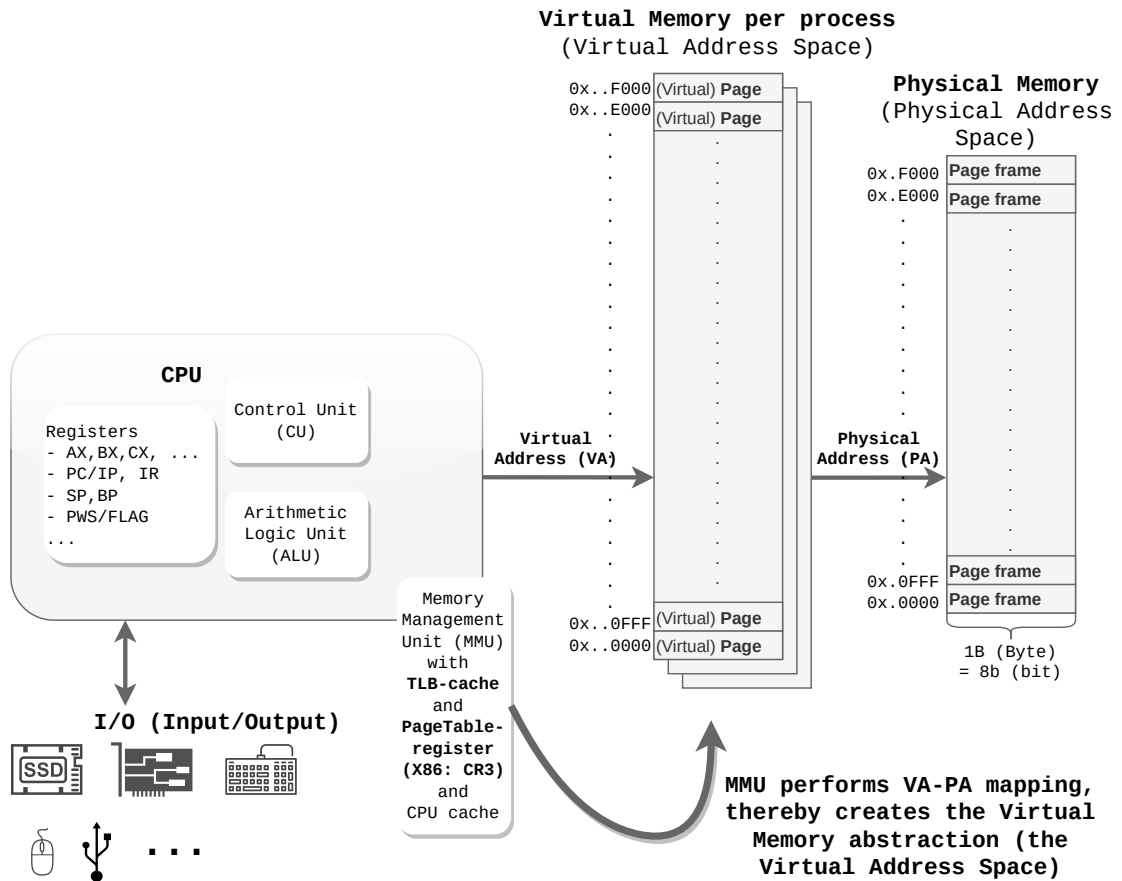 Virtual Memory per process
(Virtual Address Space)
0x..F000
(Virtual) Page
0x..E000
(Virtual) Page
Physical Memory
(Physical Address
Space)
0x.F000
Page frame
0x.E000
Page frame
CPU
Registers
- AX,BX,CX, ...
- PC/IP, IR
- SP,BP
- PWS/FLAG
...
Control Unit
(CU)
Arithmetic
Logic Unit
(ALU)
Virtual
Address (VA)
Physical
Address (PA)
Memory
Management
Unit (MMU)
with
TLB-cache
and
PageTable-
register
(X86: CR3)
and
CPU cache
0x..0FFF
(Virtual) Page
0x..0000
(Virtual) Page
0x.0FFF
Page frame
0x.0000
Page frame
1B (Byte)
= 8b (bit)
I/O (Input/Output)
SSD
...
MMU performs VA-PA mapping,
thereby creates the Virtual
Memory abstraction (the
Virtual Address Space)